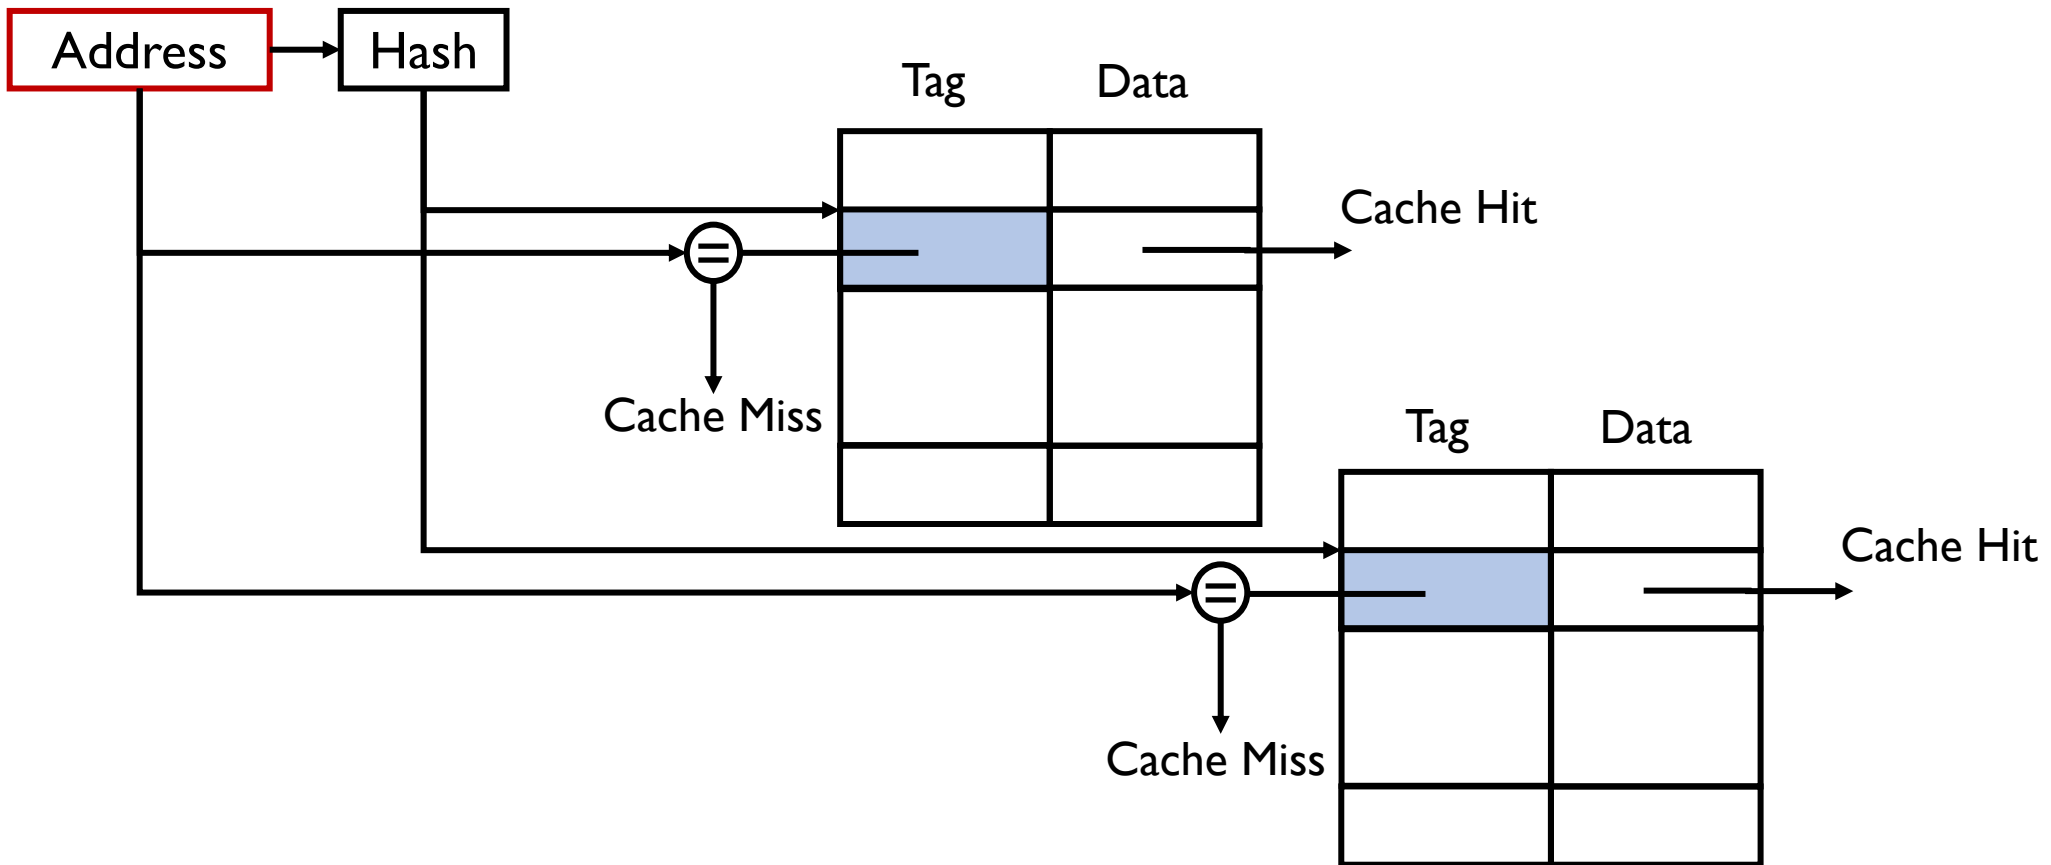 Address
Hash
Tag
Data
Cache Hit
=
Cache Miss
Tag
Data
Cache Hit
=
Cache Miss